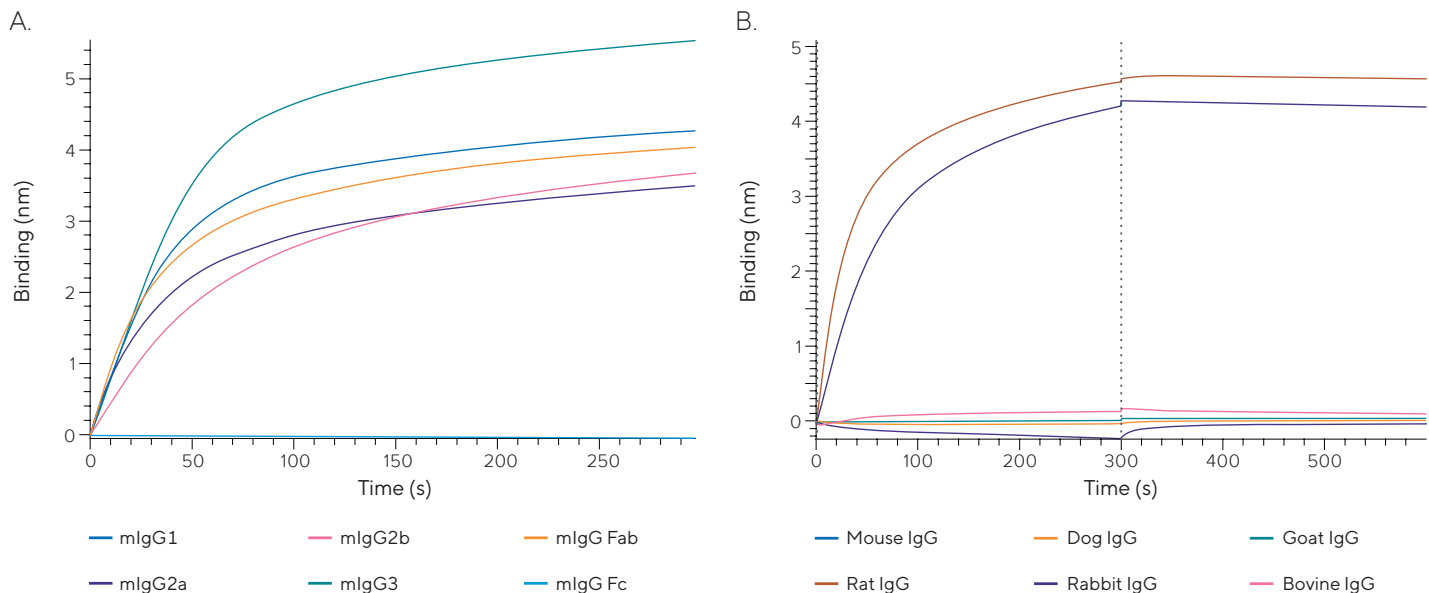 A.
B.
5
4
3
2
1
0
Binding (nm)
0 50 100 150 200 250
Time (s)
mIgG1 mIgG2b mIgG Fab
mIgG2a mIgG3 mIgG Fc
5
4
3
2
1
0
Binding (nm)
0 100 200 300 400 500
Time (s)
Mouse IgG Dog IgG Goat IgG
Rat IgG Rabbit IgG Bovine IgG